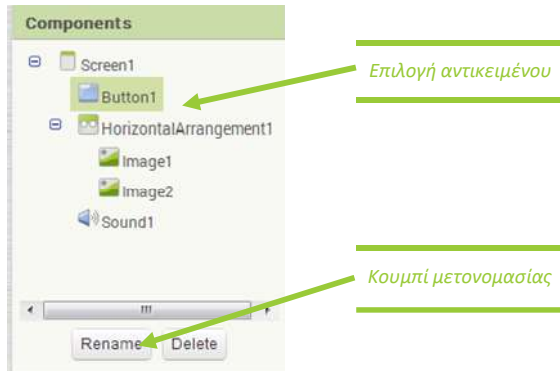 Components
Screen1
Button1
HorizontalArrangement1
Image1
Image2
Sound1
Rename
Delete
Επιλογή αντικειμένου
Κουμπί μετονομασίας